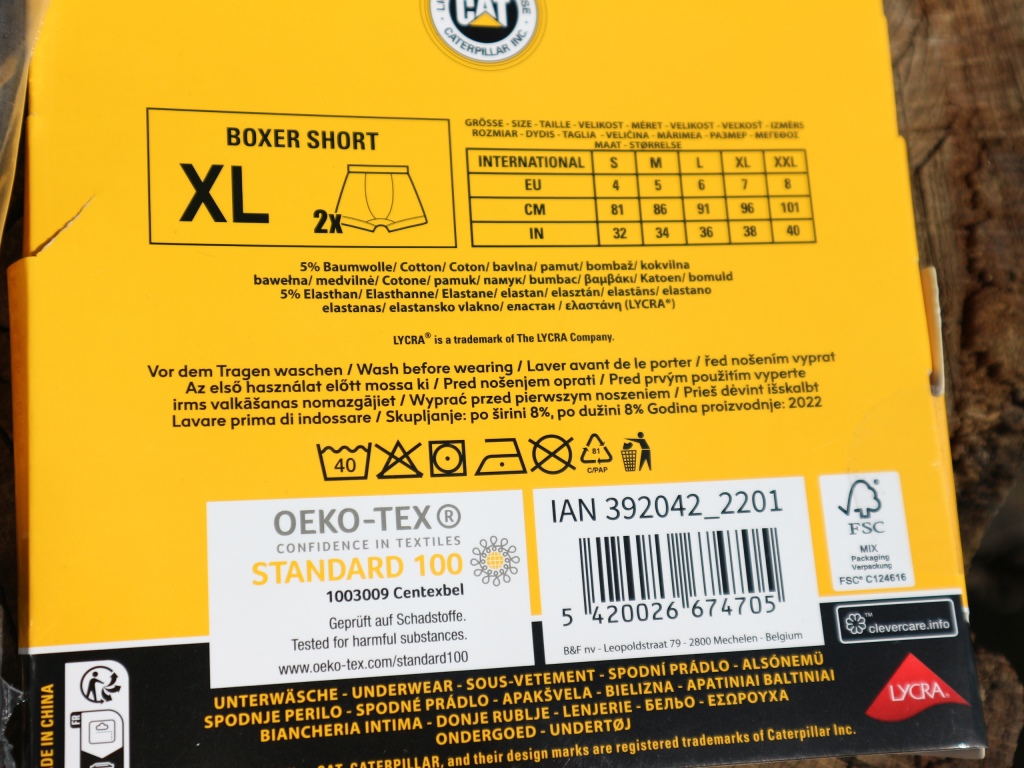 CAT
CATERPILLAR INC.
BOXER SHORT
XL
2x
GRÖSSE - SIZE - TAILLE - VELIKOST - MÉRET - VELIKOST - VEĽKOSŤ - IZMĒRS
ROZMIAR - DYDIS - TAGLIA - VELIČINA - MĂRIMEA - РАЗМЕР - ΜΕΓΕΘΟΣ
MAAT - STØRRELSE
INTERNATIONAL S M L XL XXL
EU 4 5 6 7 8
CM 81 86 91 96 101
IN 32 34 36 38 40
5% Baumwolle/ Cotton/ Coton/ bavlna/ pamut/ bombaž/ kokvilna
bawełna/ medvilnė/ Cotone/ pamuk/ памук/ bumbac/ βαμβάκι/ Katoen/ bomuld
5% Elasthan/ Elasthanne/ Elastane/ elastan/ elasztán/ elastāns/ elastano
elastanas/ elastansko vlakno/ еластан / ελαστάνη (LYCRA®)
LYCRA® is a trademark of The LYCRA Company.
Vor dem Tragen waschen / Wash before wearing / Laver avant de le porter / řed nošením vyprat
Az első használat előtt mossa ki / Pred nošenjem oprati / Pred prvým použitím vyperte
irms valkāšanas nomazgājiet / Wyprać przed pierwszym noszeniem / Prieš dėvint išskalbt
Lavare prima di indossare / Skupljanje: po širini 8%, po dužini 8% Godina proizvodnje: 2022
40
81
C/PAP
OEKO-TEX®
CONFIDENCE IN TEXTILES
STANDARD 100
1003009 Centexbel
Geprüft auf Schadstoffe.
Tested for harmful substances.
www.oeko-tex.com/standard100
IAN 392042_2201
5 420026 674705
B&F nv - Leopoldstraat 79 - 2800 Mechelen - Belgium
FSC
MIX
Packaging
Verpackung
FSC® C124616
™
clevercare.info
LYCRA®
UNTERWÄSCHE - UNDERWEAR - SOUS-VETEMENT - SPODNÍ PRÁDLO - ALSÓNEMŰ
SPODNJE PERILO - SPODNÉ PRÁDLO - APAKŠVELA - BIELIZNA - APATINIAI BALTINIAI
BIANCHERIA INTIMA - DONJE RUBLJE - LENJERIE - БЕЛЬО - ΕΣΩΡΟΥΧΑ
ONDERGOED - UNDERTØJ
CAT, CATERPILLAR, and their design marks are registered trademarks of Caterpillar Inc.
DE IN CHINA
FR